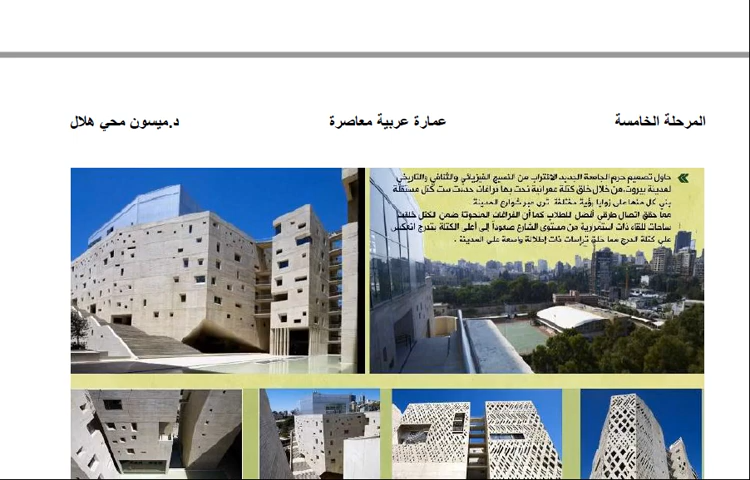 المرحلة الخامسة
عمارة عربية معاصرة
د.ميسون محي هلال
حاول تصميم حرم الجامعة الجديد الاقتراب من النسيج الفيزيائي والثقافي والتاريخي
لمدينة بيروت،من خلال خلق كتلة عمرانية نحت بها فراغات حددت ست كتل مستقلة
بني كل منها على زوايا رؤية مختلفة ترى عبر شوارع المدينة
مما حقق اتصال طرقي أفضل للطلاب كما أن الفراغات المنحوتا ضمن الكتل خلقت
ساحات للقاء ذات استمرارية من مستوى الشارع صعوداً إلى أعلى الكتلة بتدرج انعكس
على كتلة الدرج مما خلق تراسات ذات إطلالة واسعة على المدينة .